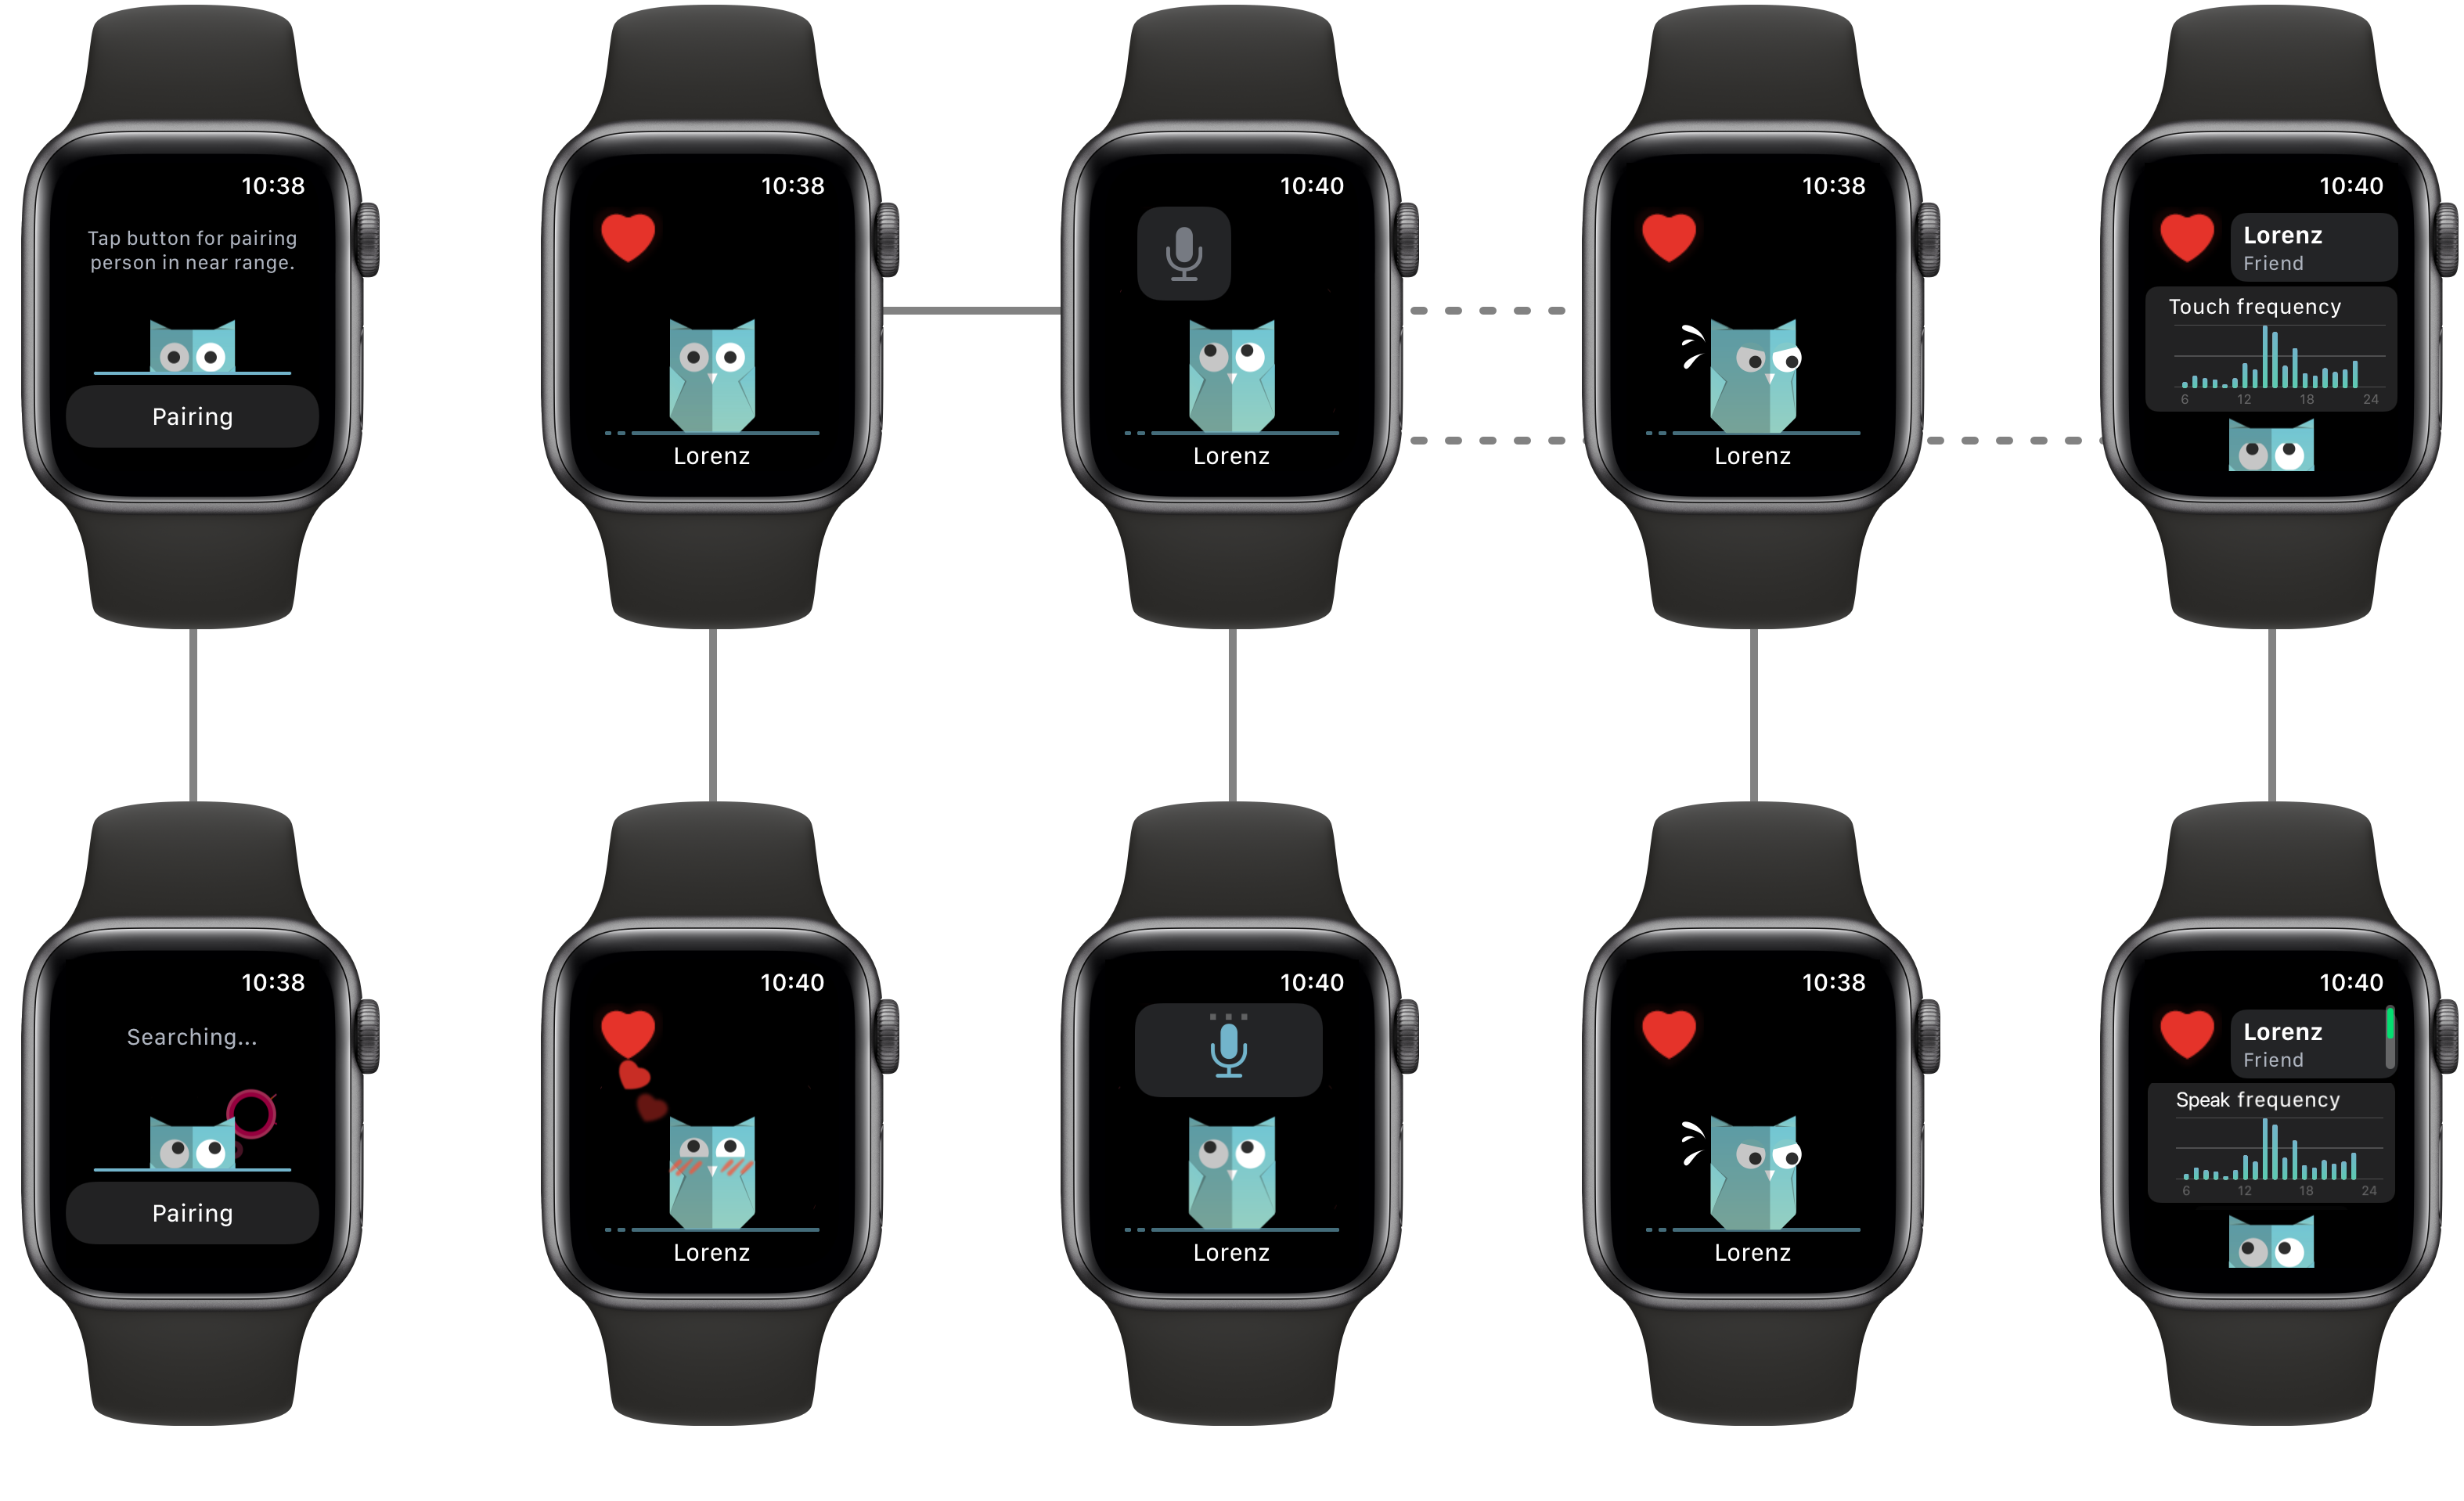 10:38
Tap button for pairing
person in near range.
Pairing
10:38
Lorenz
10:40
Lorenz
10:38
Lorenz
10:40
Lorenz
Friend
Touch frequency
6 12 18 24
10:38
Searching...
Pairing
10:40
Lorenz
10:40
Lorenz
10:38
Lorenz
10:40
Lorenz
Friend
Speak frequency
6 12 18 24